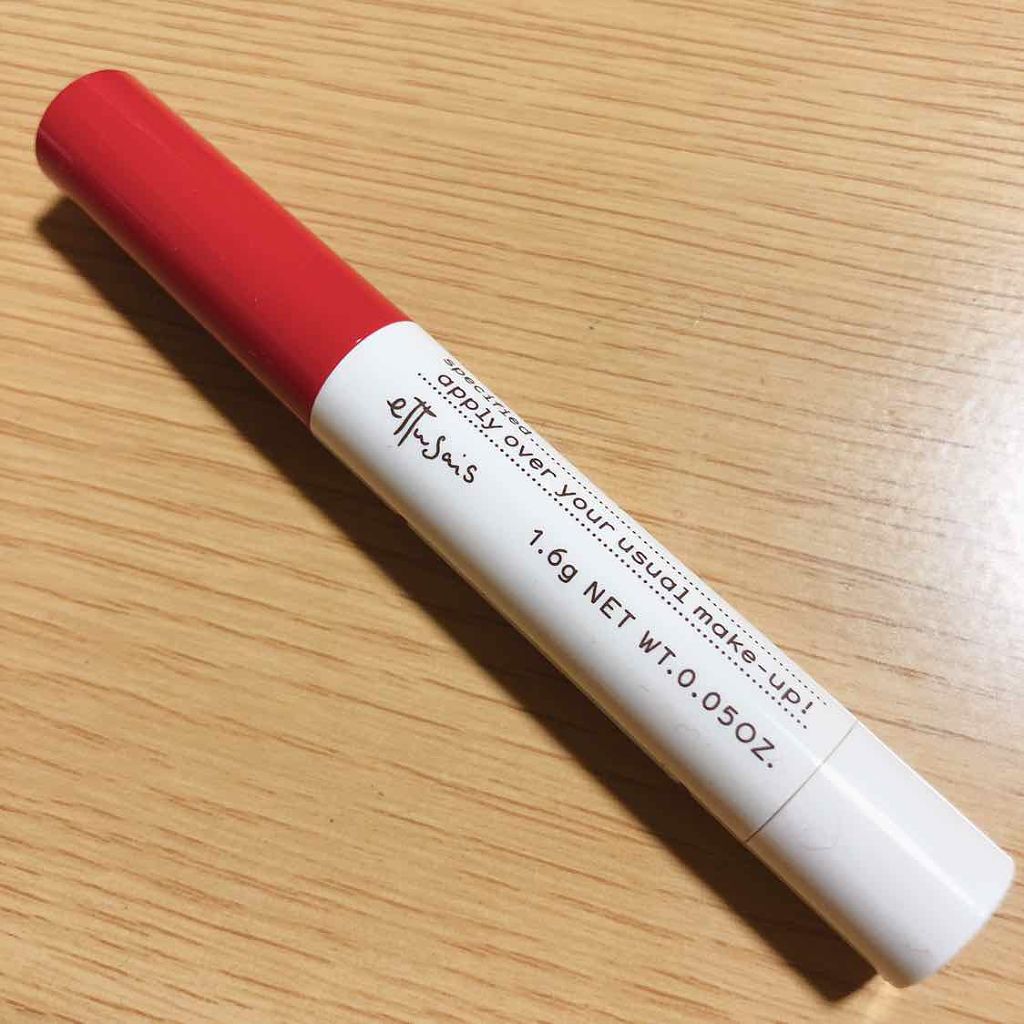 specified
apply over your usual make-up!
ettusais
1.6g NET WT.0.05OZ.